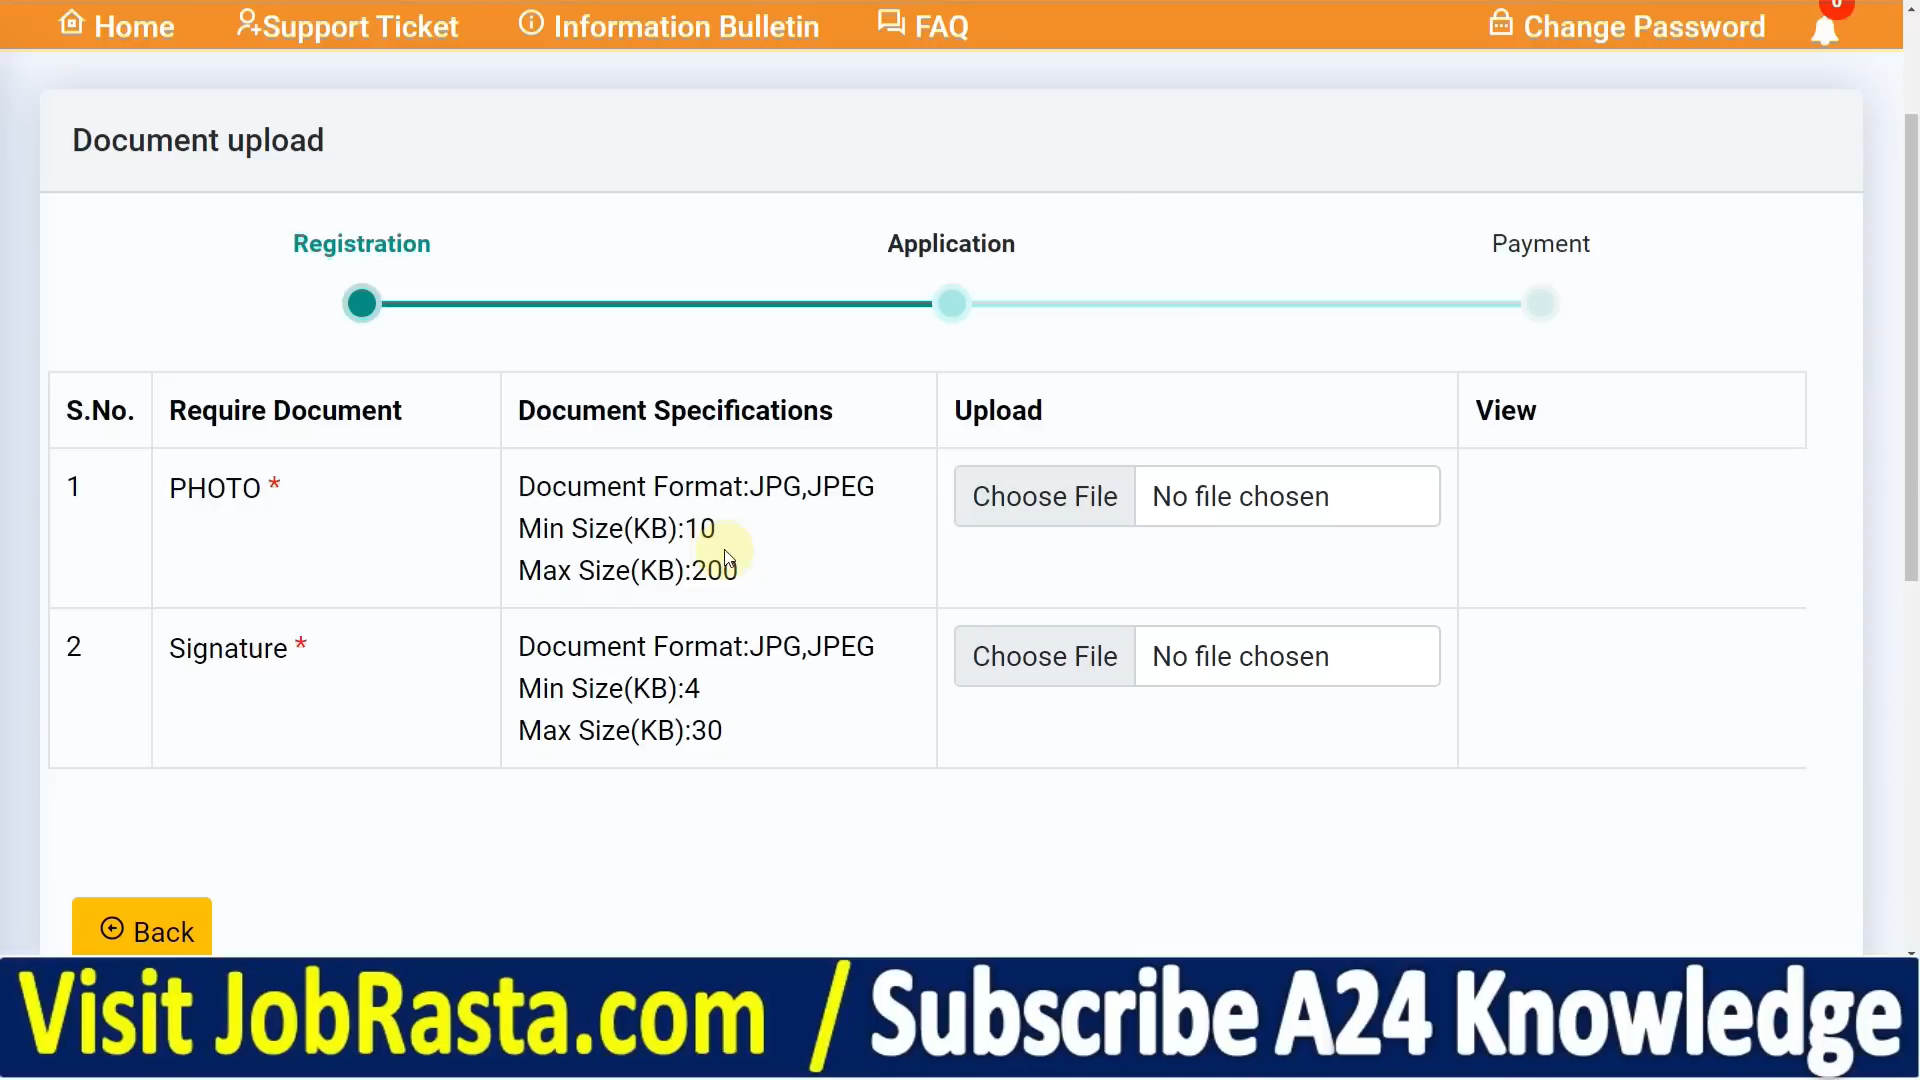 Home Support Ticket Information Bulletin FAQ Change Password 0
Document upload
Registration Application Payment
S.No. Require Document Document Specifications Upload View
1 PHOTO * Document Format:JPG,JPEG Choose File No file chosen
Min Size(KB):10
Max Size(KB):200
2 Signature * Document Format:JPG,JPEG Choose File No file chosen
Min Size(KB):4
Max Size(KB):30
Back
Visit JobRasta.com / Subscribe A24 Knowledge